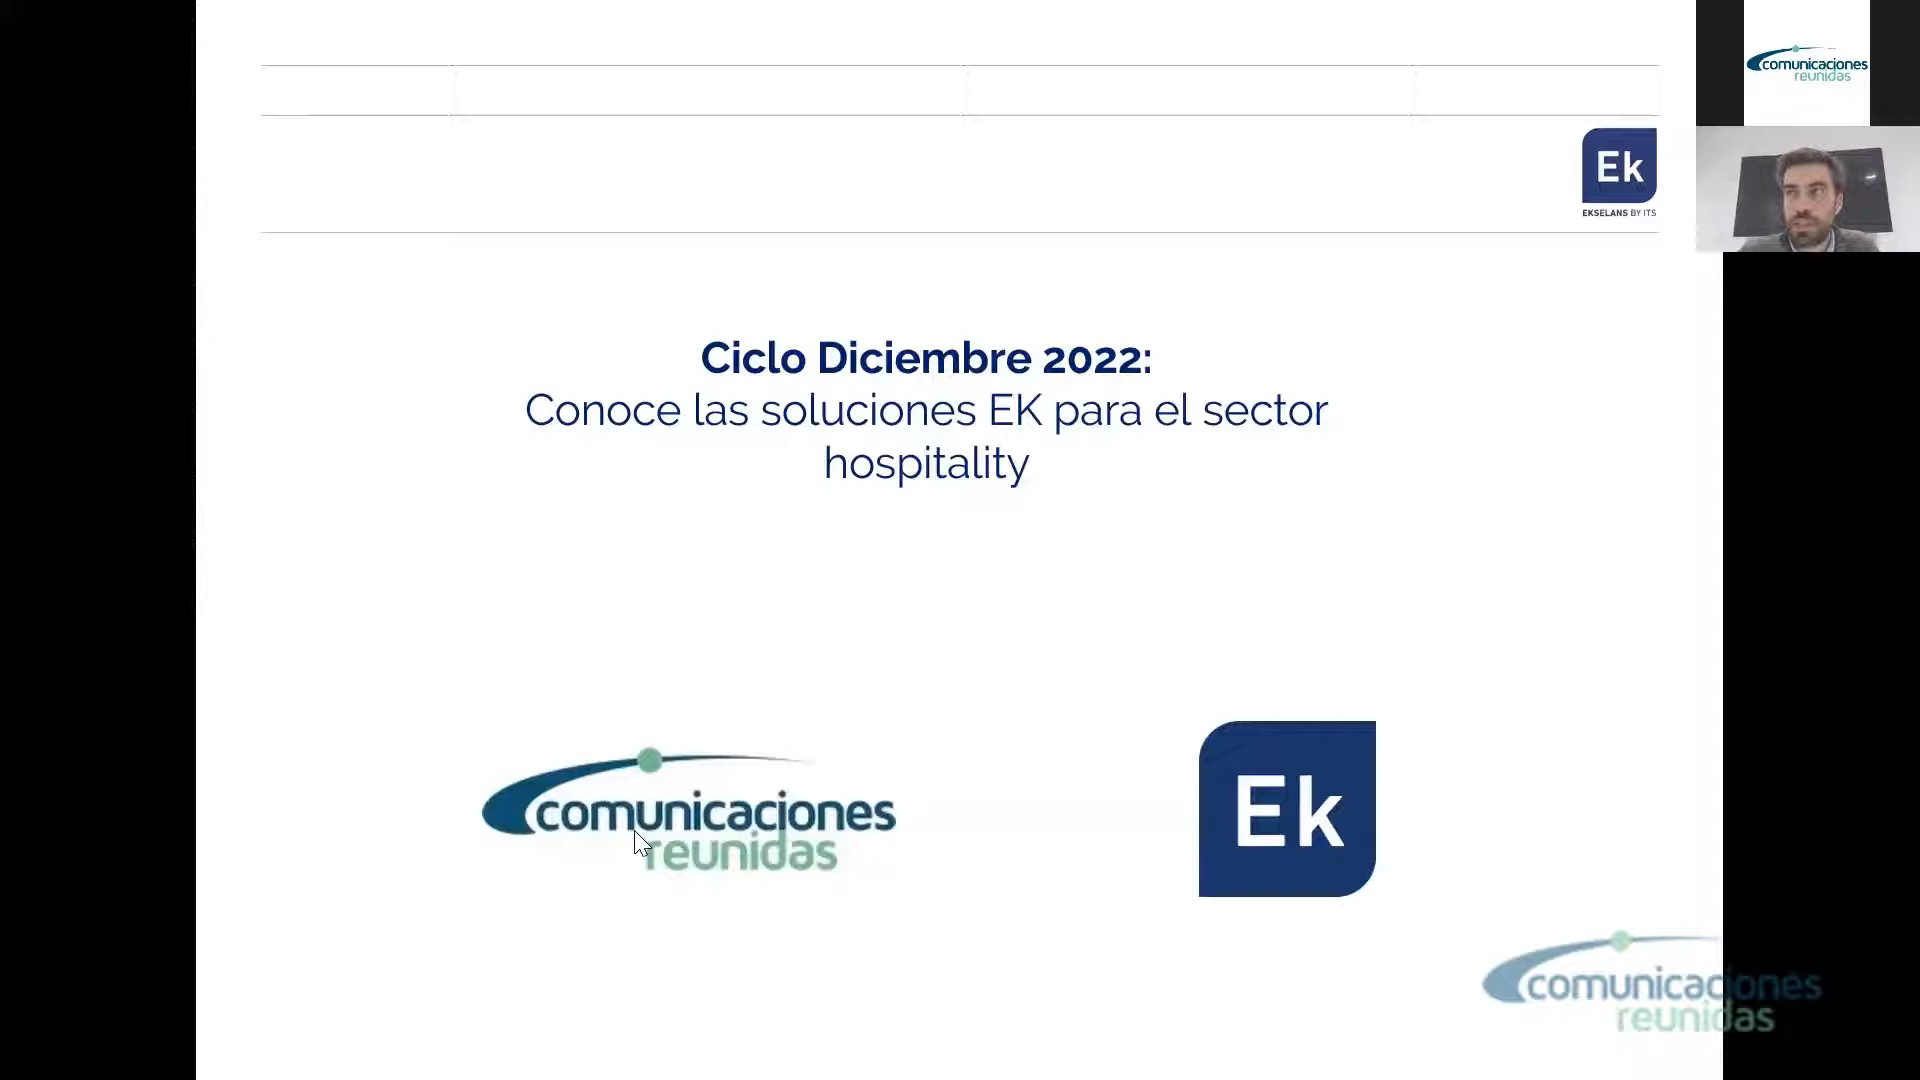 comunicaciones
reunidas
Ek
EKSELANS BY ITS
Ciclo Diciembre 2022:
Conoce las soluciones EK para el sector
hospitality
comunicaciones
reunidas
Ek
comunicaciones
reunidas